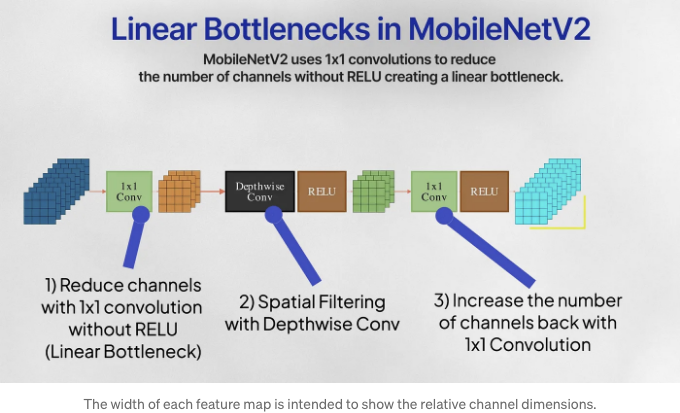 Linear Bottlenecks in MobileNetV2
MobileNetV2 uses 1x1 convolutions to reduce
the number of channels without RELU creating a linear bottleneck.
1x1
Conv
Depthwise
Conv
RELU
1x1
Conv
RELU
1) Reduce channels
with 1x1 convolution
without RELU
(Linear Bottleneck)
2) Spatial Filtering
with Depthwise Conv
3) Increase the number
of channels back with
1x1 Convolution
The width of each feature map is intended to show the relative channel dimensions.